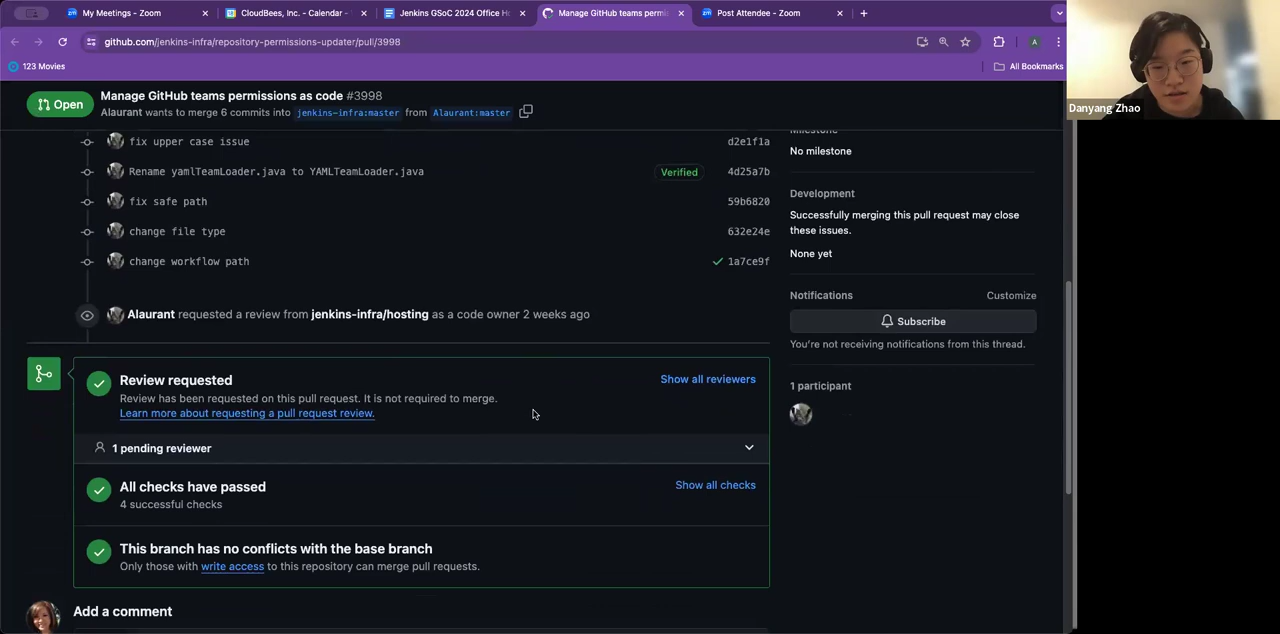 My Meetings - Zoom
CloudBees, Inc. - Calendar -
Jenkins GSoC 2024 Office H
Manage GitHub teams permis
Post Attendee - Zoom
github.com/jenkins-infra/repository-permissions-updater/pull/3998
A
123 Movies
All Bookmarks
Danyang Zhao
Open
Manage GitHub teams permissions as code #3998
Alaurant wants to merge 6 commits into jenkins-infra:master from Alaurant:master
fix upper case issue d2e1f1a
Rename yamlTeamLoader.java to YAMLTeamLoader.java Verified 4d25a7b
fix safe path 59b6820
change file type 632e24e
change workflow path 1a7ce9f
Alaurant requested a review from jenkins-infra/hosting as a code owner 2 weeks ago
Review requested
Show all reviewers
Review has been requested on this pull request. It is not required to merge.
Learn more about requesting a pull request review.
1 pending reviewer
All checks have passed
Show all checks
4 successful checks
This branch has no conflicts with the base branch
Only those with write access to this repository can merge pull requests.
Add a comment
Milestone
No milestone
Development
Successfully merging this pull request may close
these issues.
None yet
Notifications
Customize
Subscribe
You're not receiving notifications from this thread.
1 participant